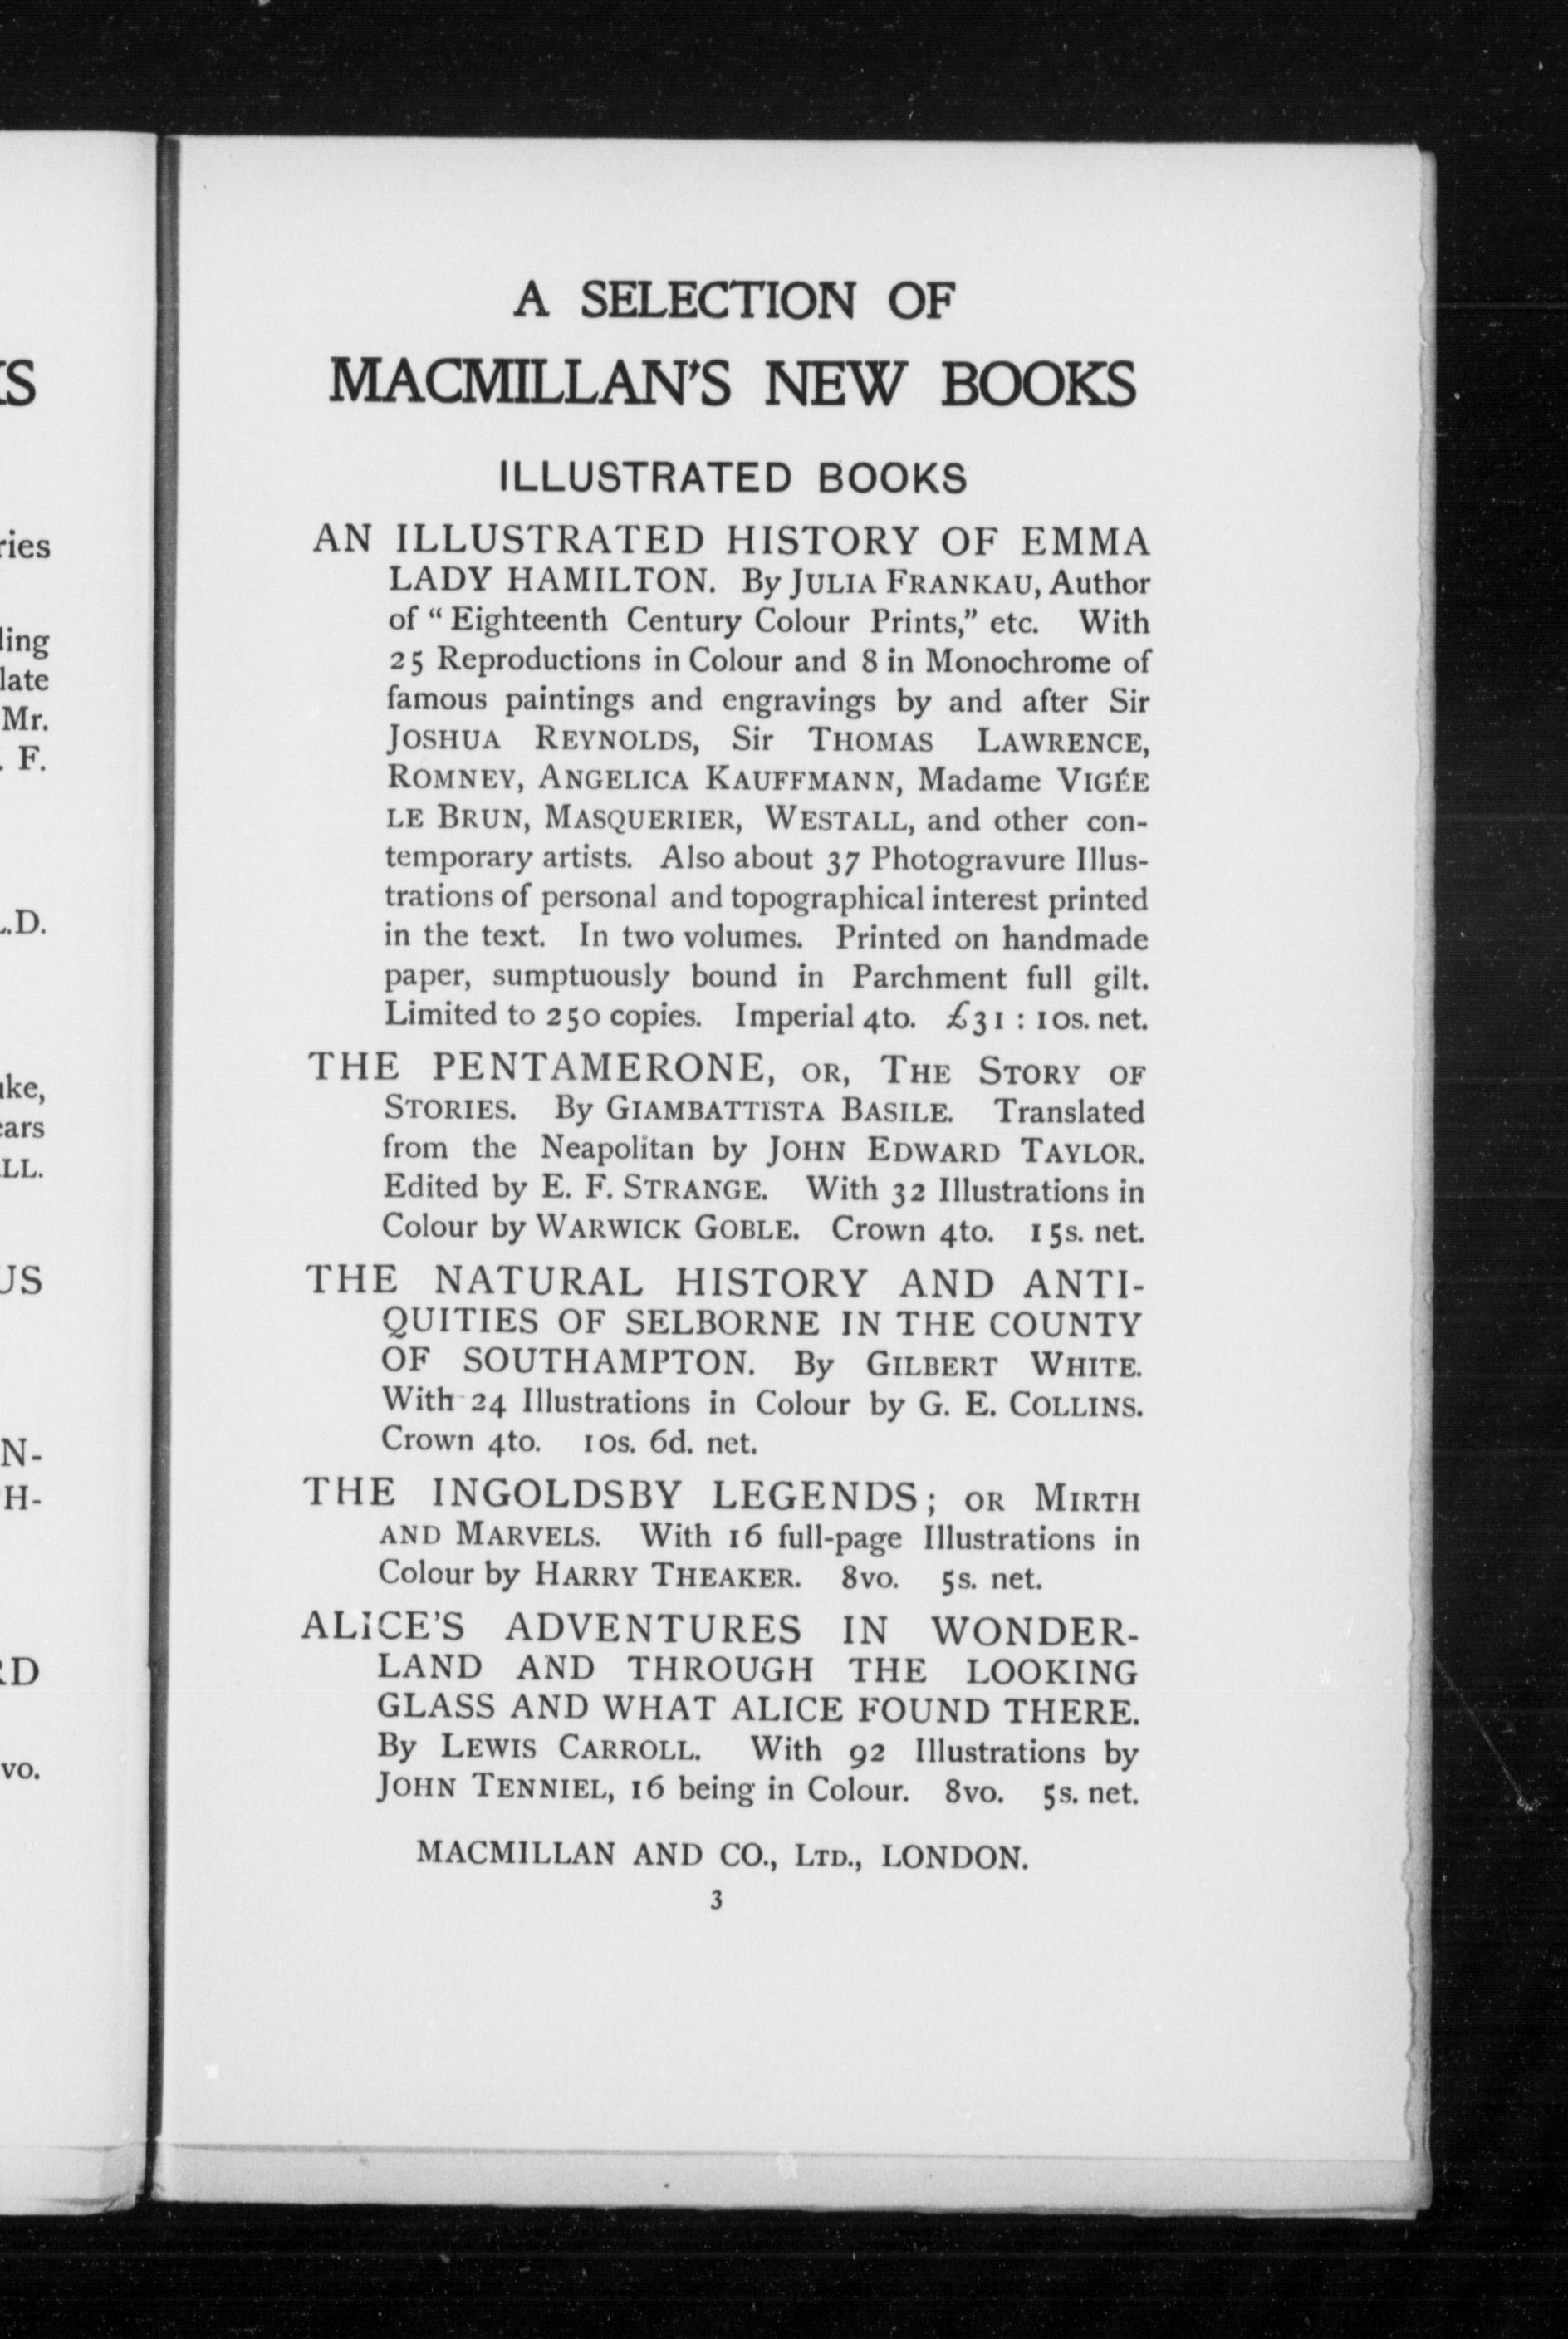 A SELECTION OF
MACMILLAN'S NEW BOOKS
ILLUSTRATED BOOKS
AN ILLUSTRATED HISTORY OF EMMA
LADY HAMILTON. By JULIA FRANKAU, Author
of "Eighteenth Century Colour Prints," etc. With
25 Reproductions in Colour and 8 in Monochrome of
famous paintings and engravings by and after Sir
JOSHUA REYNOLDS, Sir THOMAS LAWRENCE,
ROMNEY, ANGELICA KAUFFMANN, Madame VIGÉE
LE BRUN, MASQUERIER, WESTALL, and other con-
temporary artists. Also about 37 Photogravure Illus-
trations of personal and topographical interest printed
in the text. In two volumes. Printed on handmade
paper, sumptuously bound in Parchment full gilt.
Limited to 250 copies. Imperial 4to. £31 : 10s. net.
THE PENTAMERONE, OR, THE STORY OF
STORIES. By GIAMBATTISTA BASILE. Translated
from the Neapolitan by JOHN EDWARD TAYLOR.
Edited by E. F. STRANGE. With 32 Illustrations in
Colour by WARWICK GOBLE. Crown 4to. 15s. net.
THE NATURAL HISTORY AND ANTI-
QUITIES OF SELBORNE IN THE COUNTY
OF SOUTHAMPTON. By GILBERT WHITE.
With 24 Illustrations in Colour by G. E. COLLINS.
Crown 4to. 10s. 6d. net.
THE INGOLDSBY LEGENDS; OR MIRTH
AND MARVELS. With 16 full-page Illustrations in
Colour by HARRY THEAKER. 8vo. 5s. net.
ALICE'S ADVENTURES IN WONDER-
LAND AND THROUGH THE LOOKING
GLASS AND WHAT ALICE FOUND THERE.
By LEWIS CARROLL. With 92 Illustrations by
JOHN TENNIEL, 16 being in Colour. 8vo. 5s. net.
MACMILLAN AND CO., LTD., LONDON.
3